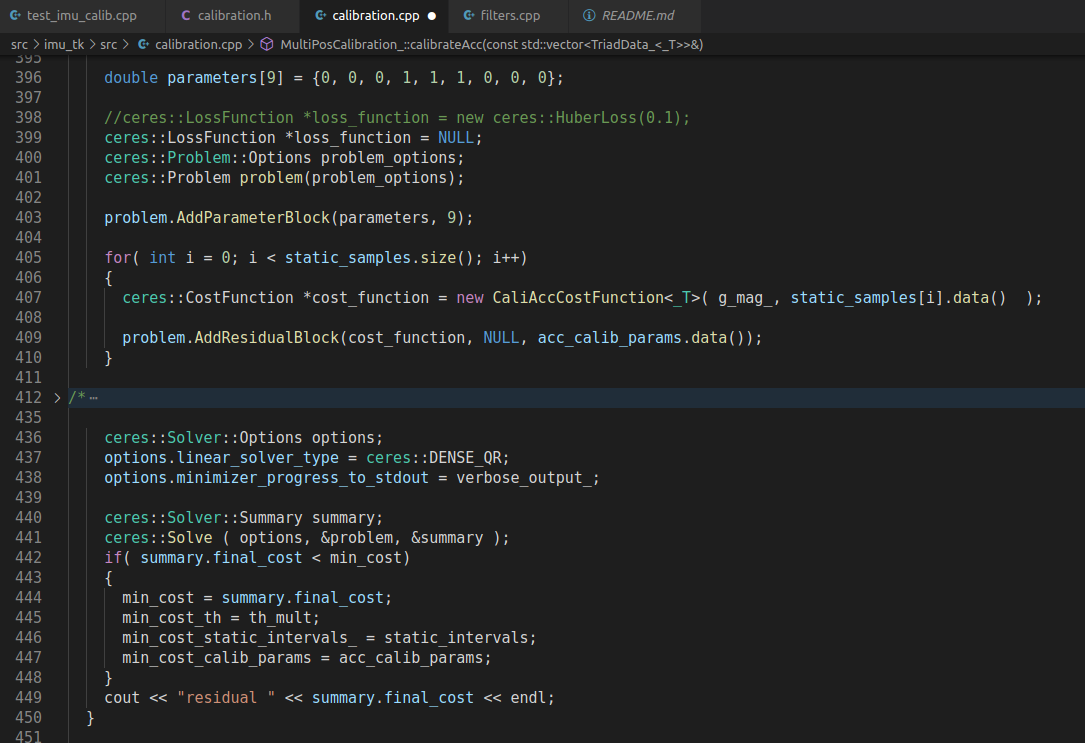 test_imu_calib.cpp calibration.h calibration.cpp filters.cpp README.md
src > imu_tk > src > calibration.cpp > MultiPosCalibration_::calibrateAcc(const std::vector<TriadData_<_T>>&)
395
396 double parameters[9] = {0, 0, 0, 1, 1, 1, 0, 0, 0};
397
398 //ceres::LossFunction *loss_function = new ceres::HuberLoss(0.1);
399 ceres::LossFunction *loss_function = NULL;
400 ceres::Problem::Options problem_options;
401 ceres::Problem problem(problem_options);
402
403 problem.AddParameterBlock(parameters, 9);
404
405 for( int i = 0; i < static_samples.size(); i++)
406 {
407 ceres::CostFunction *cost_function = new CaliAccCostFunction<_T>( g_mag_, static_samples[i].data()  );
408
409 problem.AddResidualBlock(cost_function, NULL, acc_calib_params.data());
410 }
411
412 /* …
435
436 ceres::Solver::Options options;
437 options.linear_solver_type = ceres::DENSE_QR;
438 options.minimizer_progress_to_stdout = verbose_output_;
439
440 ceres::Solver::Summary summary;
441 ceres::Solve ( options, &problem, &summary );
442 if( summary.final_cost < min_cost)
443 {
444 min_cost = summary.final_cost;
445 min_cost_th = th_mult;
446 min_cost_static_intervals_ = static_intervals;
447 min_cost_calib_params = acc_calib_params;
448 }
449 cout << "residual " << summary.final_cost << endl;
450 }
451